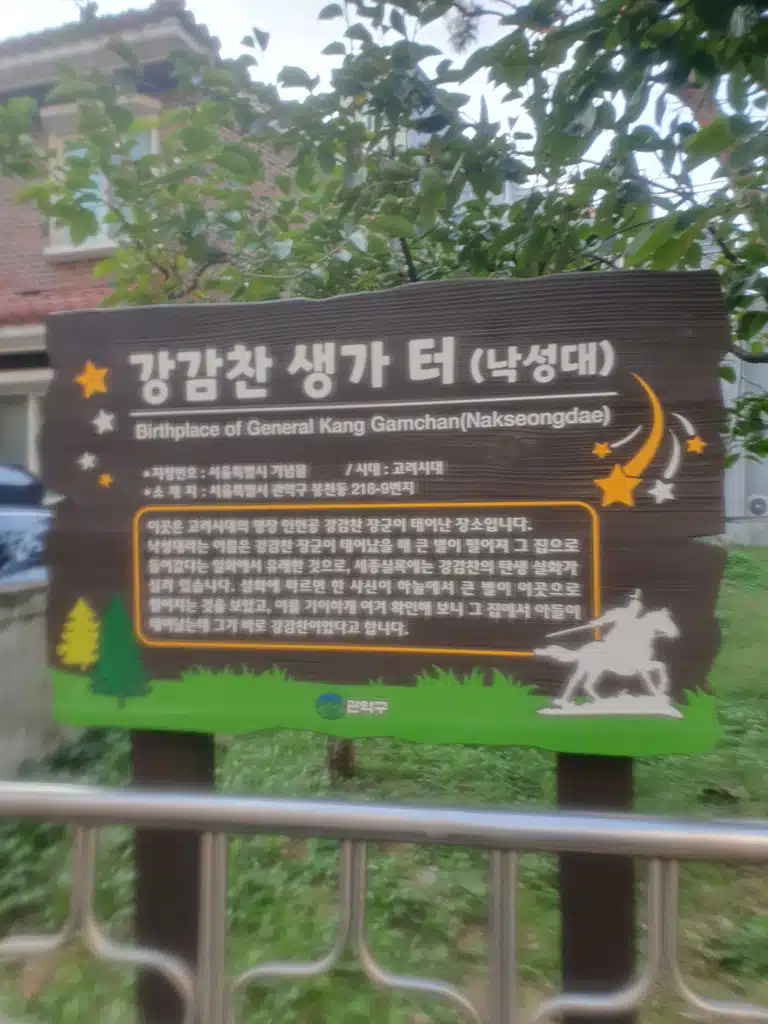 강감찬 생가 터 (낙성대)
Birthplace of General Kang Gamchan(Nakseongdae)
•지정번호 : 서울특별시 기념물 / 시대 : 고려시대
•소 재 지 : 서울특별시 관악구 봉천동 218-9번지
이곳은 고려시대의 명장 인헌공 강감찬 장군이 태어난 장소입니다.
낙성대라는 이름은 강감찬 장군이 태어났을 때 큰 별이 떨어져 그 집으로
들어갔다는 일화에서 유래한 것으로, 세종실록에는 강감찬의 탄생 설화가
실려 있습니다. 설화에 따르면 한 사신이 하늘에서 큰 별이 이곳으로
떨어지는 것을 보았고, 이를 기이하게 여겨 확인해 보니 그 집에서 아들이
태어났는데 그가 바로 강감찬이었다고 합니다.
관악구